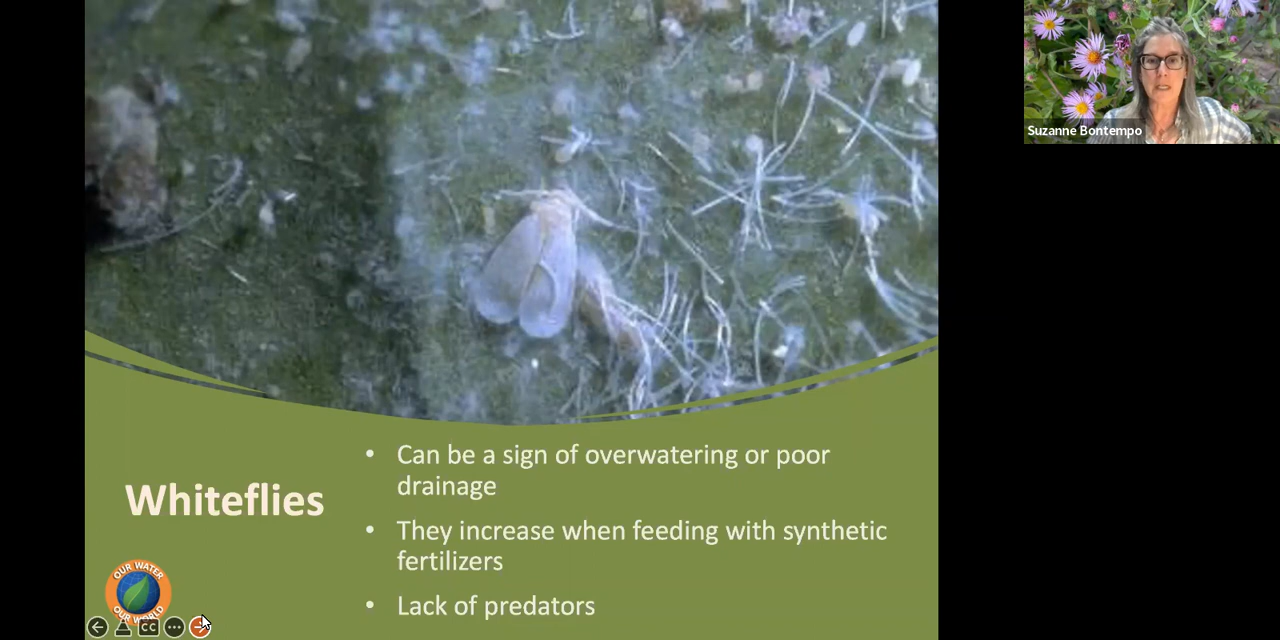 Suzanne Bontempo
Whiteflies
• Can be a sign of overwatering or poor
drainage
• They increase when feeding with synthetic
fertilizers
• Lack of predators
OUR WATER
OUR WORLD
CC